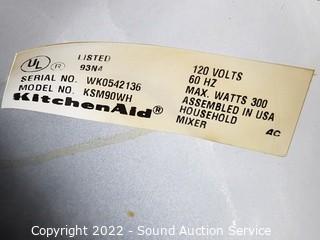 UL ® LISTED
93N4
SERIAL NO. WK0542136
MODEL NO. KSM90WH
KitchenAid®
120 VOLTS
60 HZ
MAX. WATTS 300
ASSEMBLED IN USA
HOUSEHOLD
MIXER
AC
Copyright 2022 - Sound Auction Service